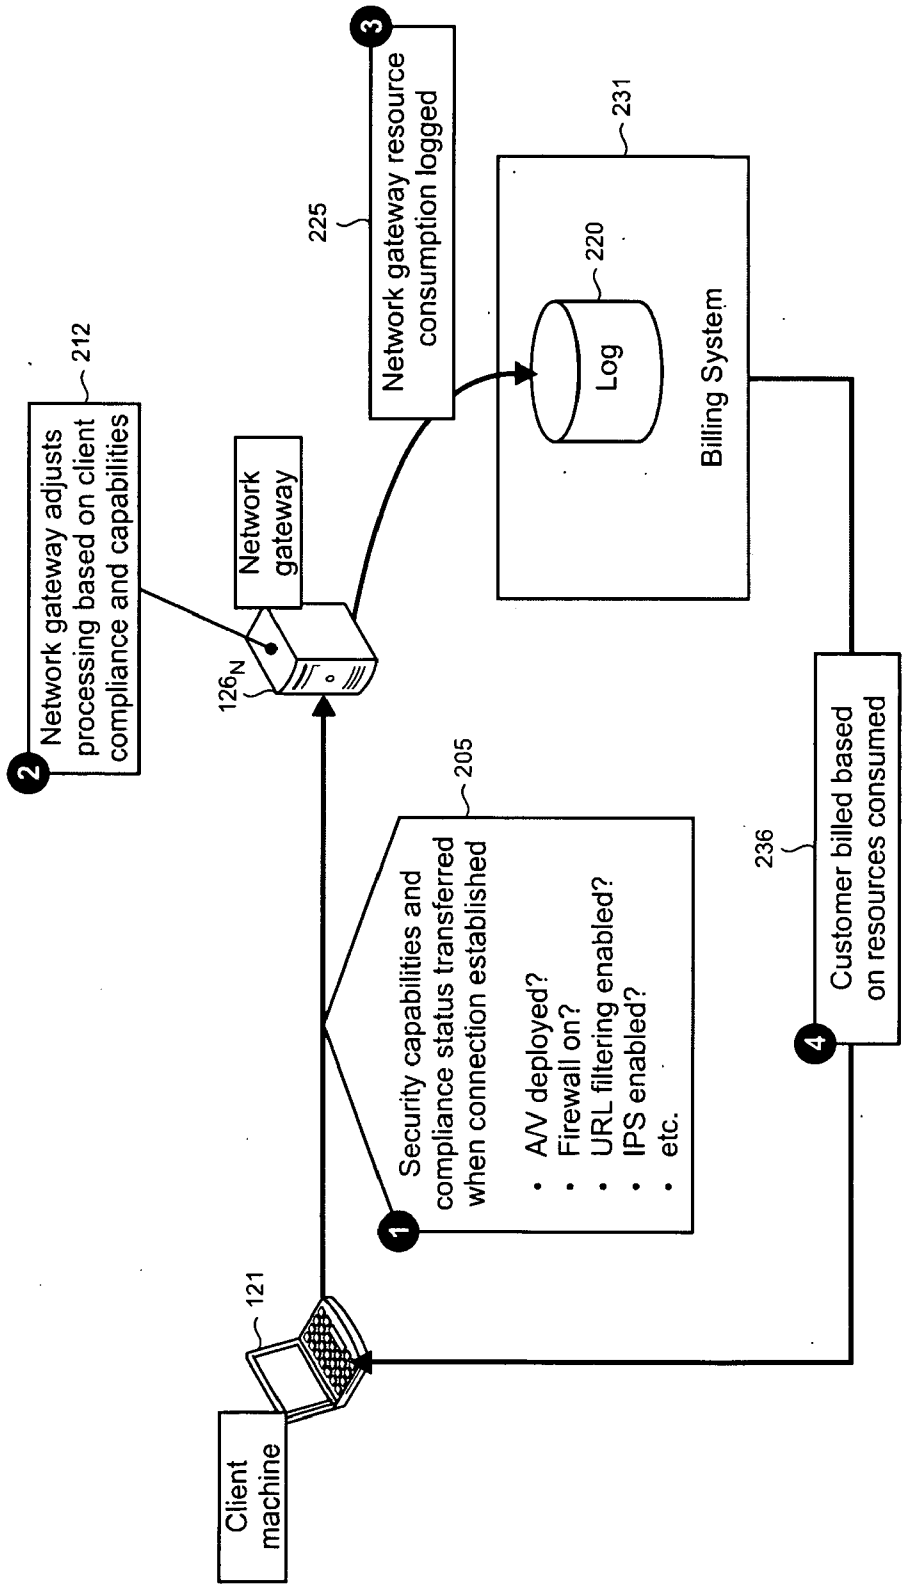 Client
machine
121
1
Security capabilities and
compliance status transferred
when connection established
• A/V deployed?
• Firewall on?
• URL filtering enabled?
• IPS enabled?
• etc.
205
2
Network gateway adjusts
processing based on client
compliance and capabilities
212
126N
Network
gateway
3
Network gateway resource
consumption logged
225
Log
220
Billing System
231
4
Customer billed based
on resources consumed
236